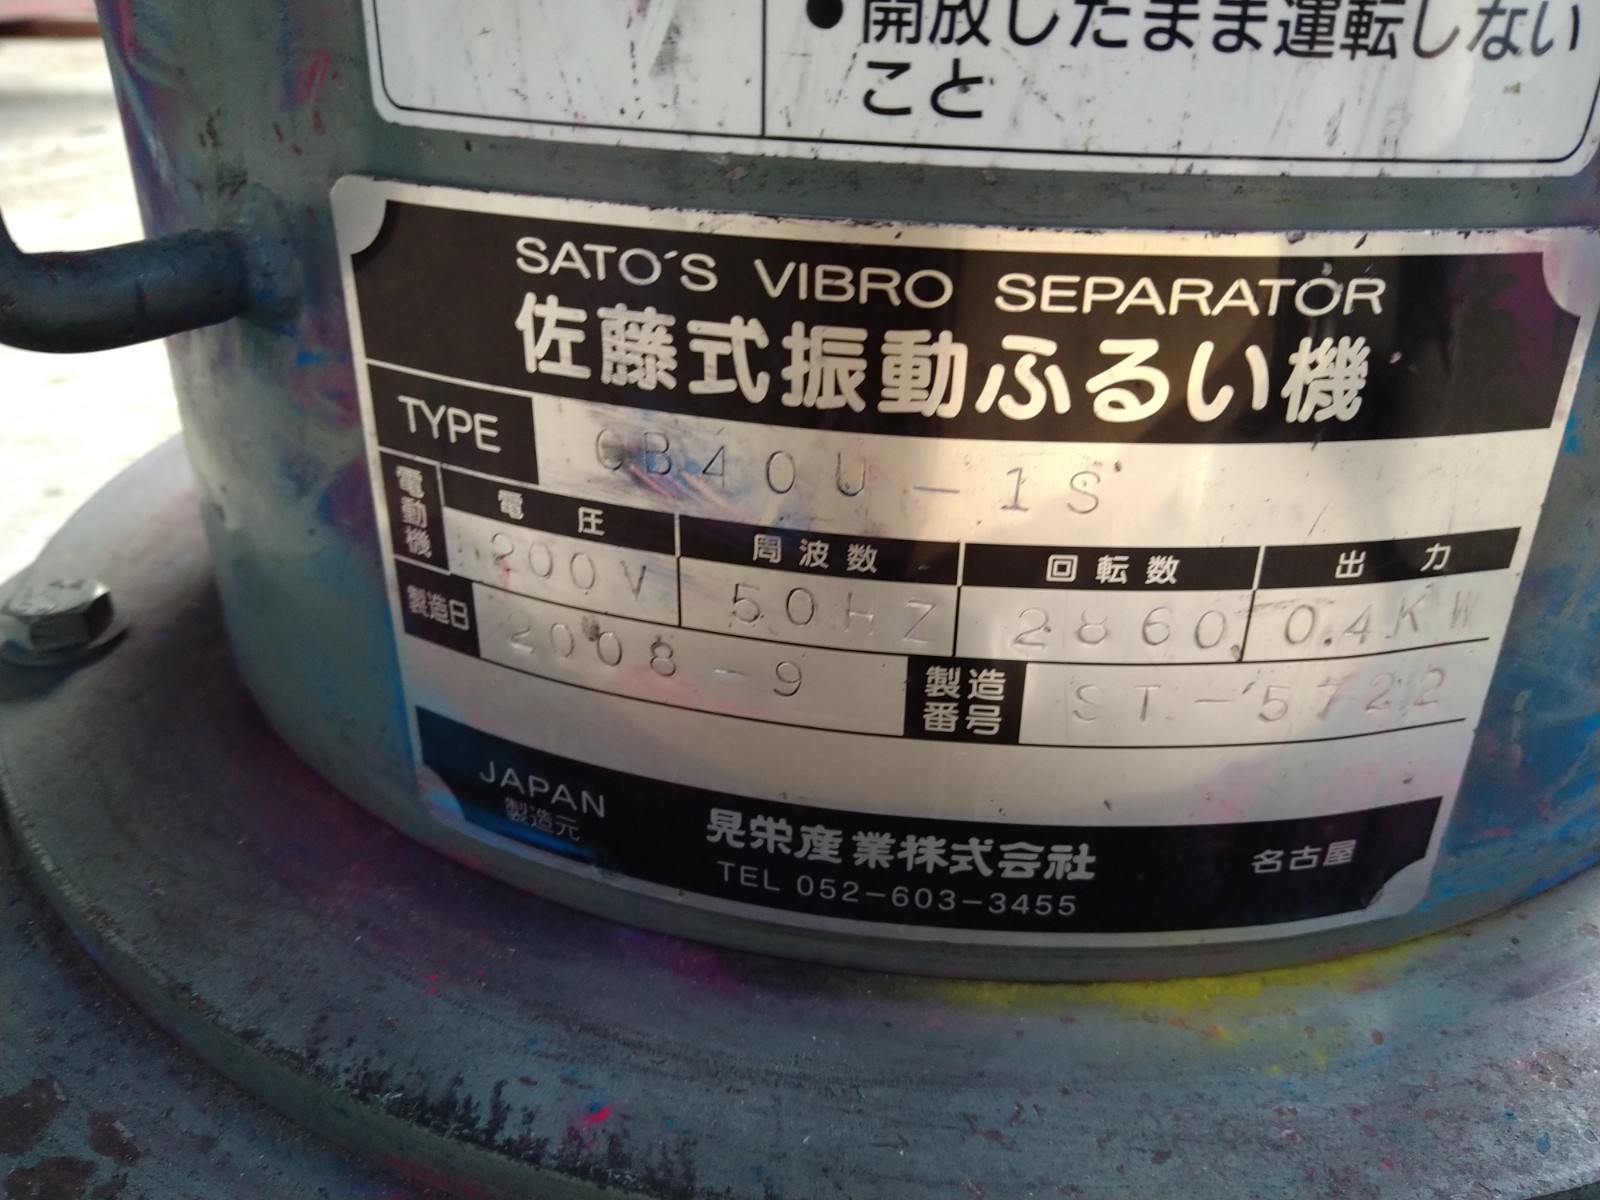 ●開放したまま運転しない
こと
SATO'S VIBRO SEPARATOR
佐藤式振動ふるい機
TYPE CB40U-1S
電動機 電圧 周波数 回転数 出力
200V 50HZ 2860 0.4KW
製造日 2008-9 製造番号 ST-5722
JAPAN
製造元 晃栄産業株式会社 名古屋
TEL 052-603-3455